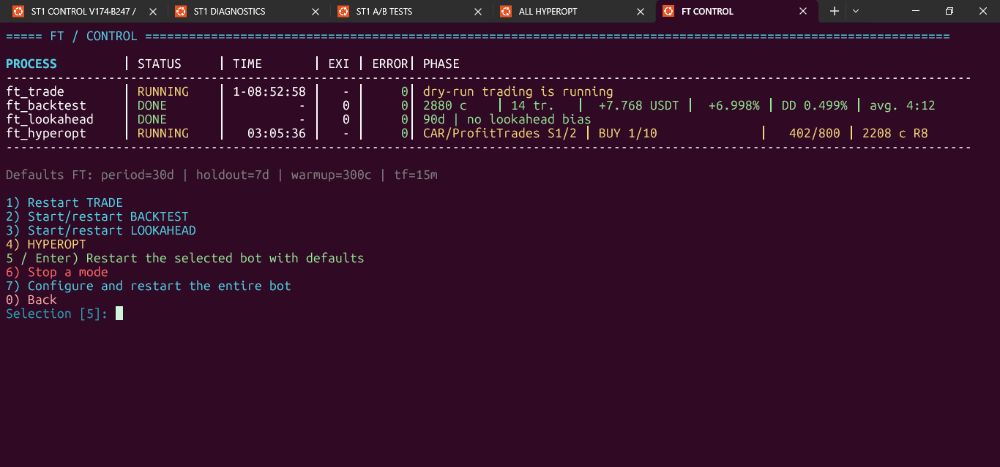 ST1 CONTROL V174-B247 /
ST1 DIAGNOSTICS
ST1 A/B TESTS
ALL HYPEROPT
FT CONTROL
===== FT / CONTROL ==============================================================================================================
PROCESS | STATUS | TIME | EXI | ERROR| PHASE
------------------------------------------------------------------------------------------------------------------------------------
ft_trade | RUNNING | 1-08:52:58 | - | 0| dry-run trading is running
ft_backtest | DONE | - | 0 | 0| 2880 c | 14 tr. | +7.768 USDT | +6.998% | DD 0.499% | avg. 4:12
ft_lookahead | DONE | - | 0 | 0| 90d | no lookahead bias
ft_hyperopt | RUNNING | 03:05:36 | - | 0| CAR/ProfitTrades S1/2 | BUY 1/10 | 402/800 | 2208 c R8
------------------------------------------------------------------------------------------------------------------------------------
Defaults FT: period=30d | holdout=7d | warmup=300c | tf=15m
1) Restart TRADE
2) Start/restart BACKTEST
3) Start/restart LOOKAHEAD
4) HYPEROPT
5 / Enter) Restart the selected bot with defaults
6) Stop a mode
7) Configure and restart the entire bot
0) Back
Selection [5]: